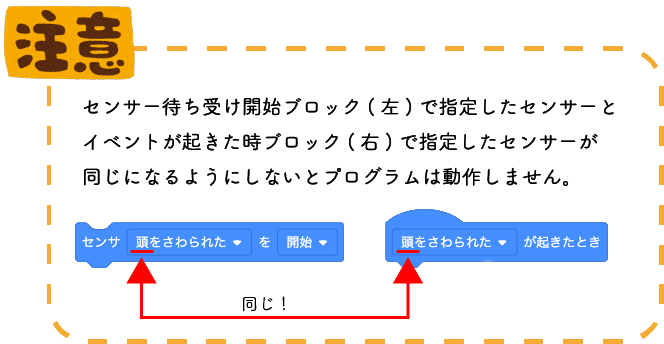 注意
センサー待ち受け開始ブロック(左)で指定したセンサーと
イベントが起きた時ブロック(右)で指定したセンサーが
同じになるようにしないとプログラムは動作しません。
センサ 頭をさわられた を 開始
頭をさわられた が起きたとき
同じ!